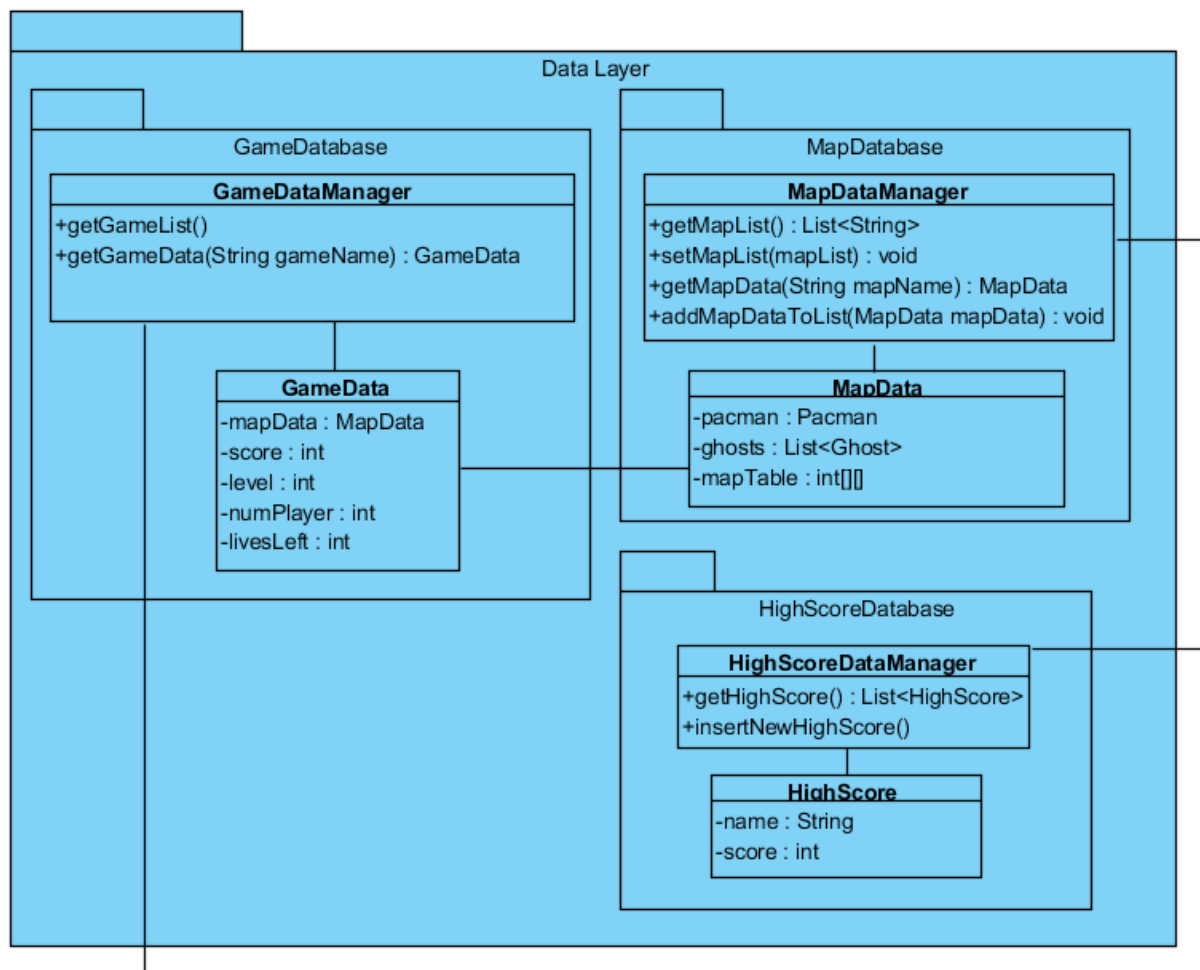 Data Layer
GameDatabase
GameDataManager
+getGameList()
+getGameData(String gameName) : GameData
GameData
-mapData : MapData
-score : int
-level : int
-numPlayer : int
-livesLeft : int
MapDatabase
MapDataManager
+getMapList() : List<String>
+setMapList(mapList) : void
+getMapData(String mapName) : MapData
+addMapDataToList(MapData mapData) : void
MapData
-pacman : Pacman
-ghosts : List<Ghost>
-mapTable : int[][]
HighScoreDatabase
HighScoreDataManager
+getHighScore() : List<HighScore>
+insertNewHighScore()
HighScore
-name : String
-score : int